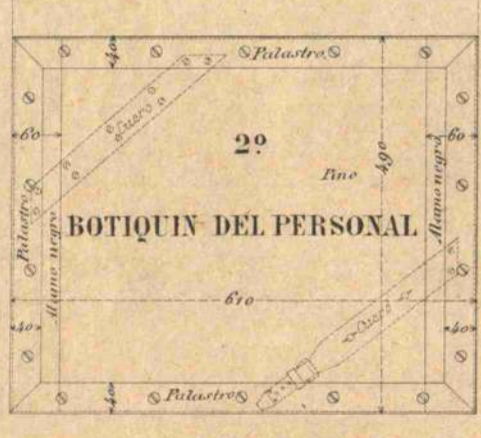 40 Palastro
Cuero
60 2º 60
Pino 490
BOTIQUIN DEL PERSONAL
Palastro Alamo negro Alamo negro
610
Cuero
40 40
40 Palastro